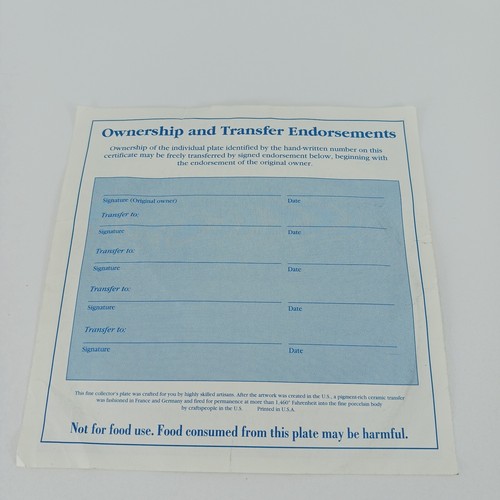 Ownership and Transfer Endorsements
Ownership of the individual plate identified by the hand-written number on this
certificate may be freely transferred by signed endorsement below, beginning with
the endorsement of the original owner.
Signature (Original owner) Date
Transfer to:
Signature Date
Transfer to:
Signature Date
Transfer to:
Signature Date
Transfer to:
Signature Date
This fine collector's plate was crafted for you by highly skilled artisans. After the artwork was created in the U.S., a pigment-rich ceramic transfer
was fashioned in France and Germany and fired for permanence at more than 1,460° Fahrenheit into the fine porcelain body
by craftspeople in the U.S. Printed in U.S.A.
Not for food use. Food consumed from this plate may be harmful.